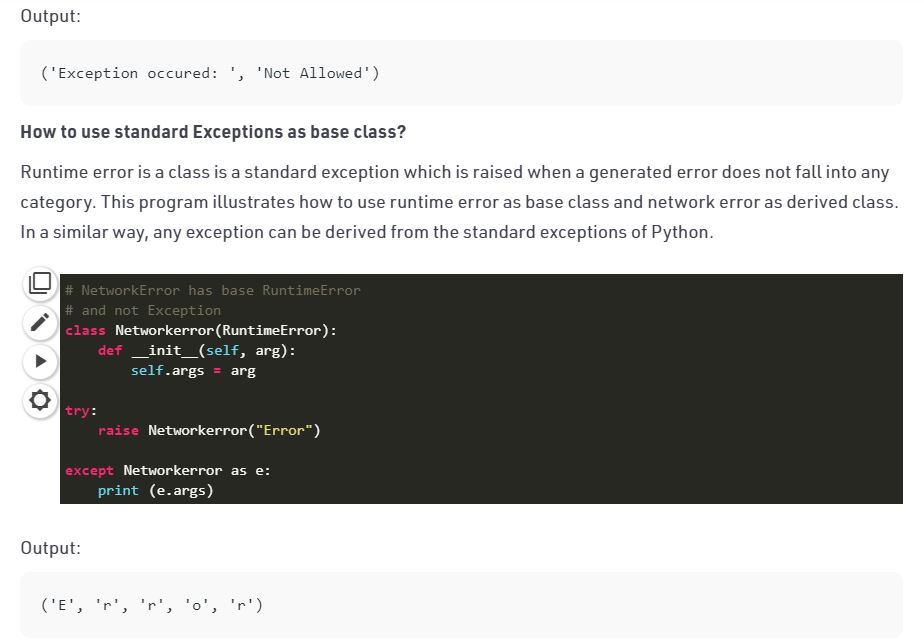 Output:
('Exception occured: ', 'Not Allowed')
How to use standard Exceptions as base class?
Runtime error is a class is a standard exception which is raised when a generated error does not fall into any
category. This program illustrates how to use runtime error as base class and network error as derived class.
In a similar way, any exception can be derived from the standard exceptions of Python.
# NetworkError has base RuntimeError
# and not Exception
class Networkerror(RuntimeError):
    def __init__(self, arg):
        self.args = arg
try:
    raise Networkerror("Error")
except Networkerror as e:
    print (e.args)
Output:
('E', 'r', 'r', 'o', 'r')